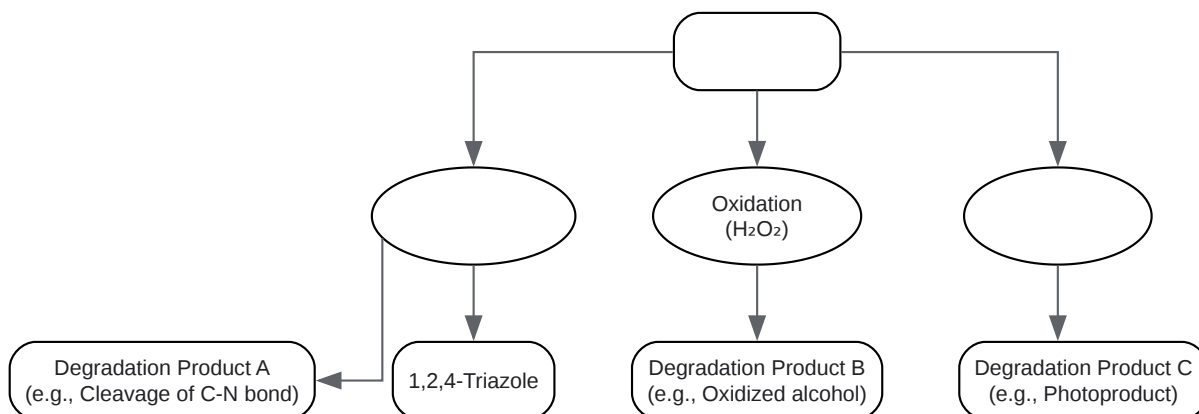 Oxidation
(H₂O₂)
Degradation Product A
(e.g., Cleavage of C-N bond)
1,2,4-Triazole
Degradation Product B
(e.g., Oxidized alcohol)
Degradation Product C
(e.g., Photoproduct)